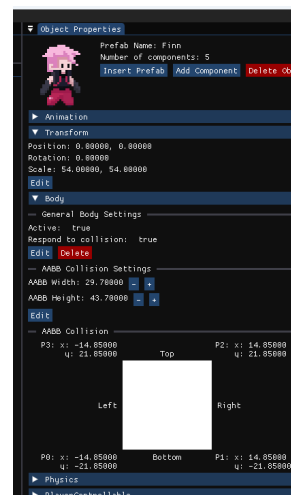 Object Properties
Prefab Name: Finn
Number of components: 5
Insert Prefab Add Component Delete Ob
Animation
Transform
Position: 0.00000, 0.00000
Rotation: 0.00000
Scale: 54.00000, 54.00000
Edit
Body
General Body Settings
Active: true
Respond to collision: true
Edit Delete
AABB Collision Settings
AABB Width: 29.70000 - +
AABB Height: 43.70000 - +
Edit
AABB Collision
P3: x: -14.85000 P2: x: 14.85000
y: 21.85000 Top y: 21.85000
Left Right
P0: x: -14.85000 Bottom P1: x: 14.85000
y: -21.85000 y: -21.85000
Physics
PlayerControllable